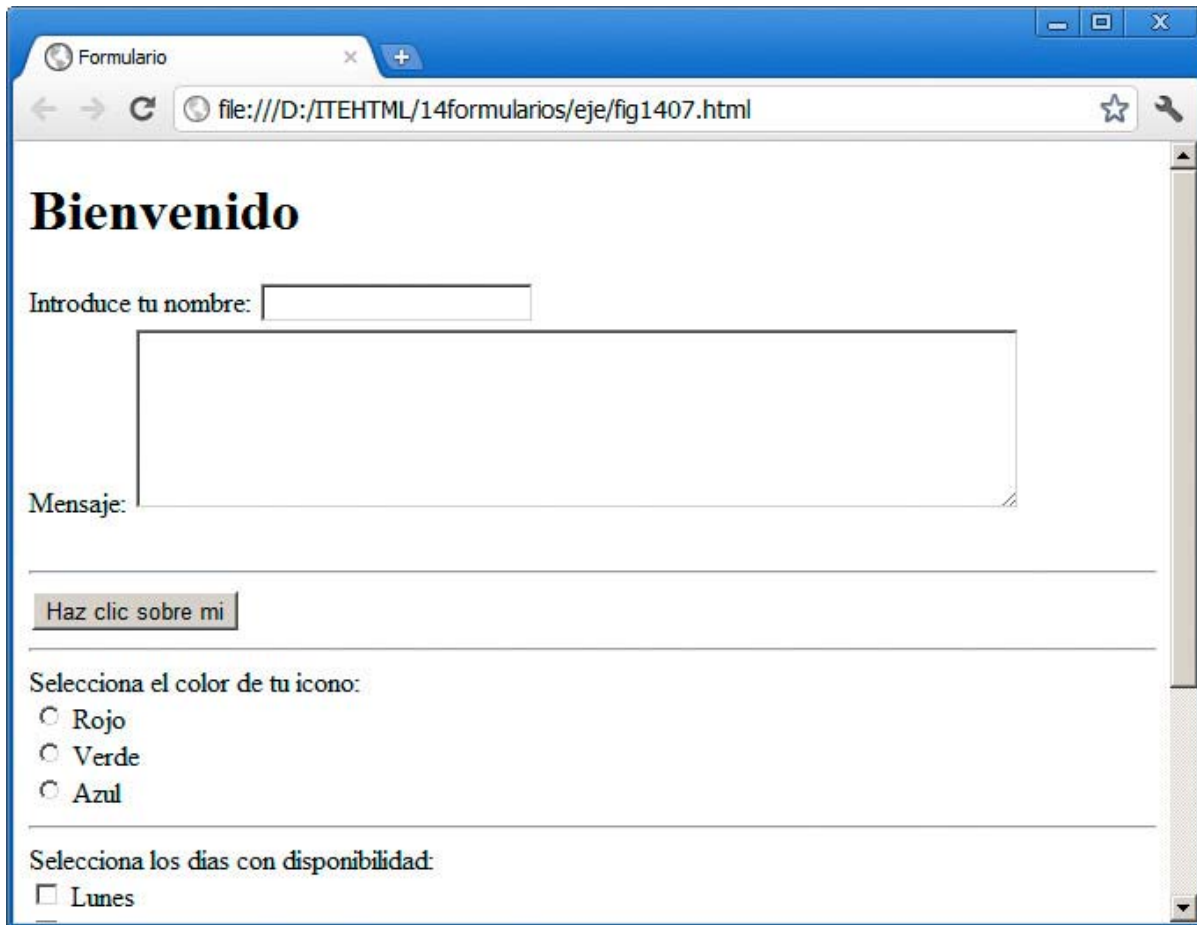 Formulario
file:///D:/ITEHTML/14formularios/eje/fig1407.html
Bienvenido
Introduce tu nombre:
Mensaje:
Haz clic sobre mi
Selecciona el color de tu icono:
Rojo
Verde
Azul
Selecciona los dias con disponibilidad:
Lunes